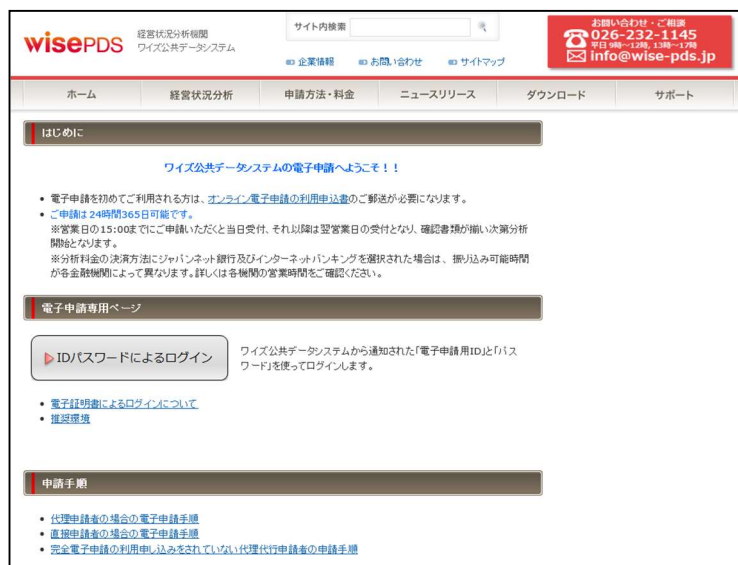 wisePDS
経営状況分析機関
ワイズ公共データシステム
サイト内検索
企業情報 お問い合わせ サイトマップ
お問い合わせ・ご相談
026-232-1145
平日 9時〜12時, 13時〜17時
info@wise-pds.jp
ホーム 経営状況分析 申請方法・料金 ニュースリリース ダウンロード サポート
はじめに
ワイズ公共データシステムの電子申請へようこそ!!
• 電子申請を初めてご利用される方は、オンライン電子申請の利用申込書のご郵送が必要になります。
• ご申請は24時間365日可能です。
※営業日の15:00までにご申請いただくと当日受付、それ以降は翌営業日の受付となり、確認書類が揃い次第分析
開始となります。
※分析料金の決済方法にジャパンネット銀行及びインターネットバンキングを選択された場合は、振り込み可能時間
が各金融機関によって異なります。詳しくは各機関の営業時間をご確認ください。
電子申請専用ページ
IDパスワードによるログイン
ワイズ公共データシステムから通知された「電子申請用ID」と「パス
ワード」を使ってログインします。
• 電子証明書によるログインについて
• 推奨環境
申請手順
• 代理申請者の場合の電子申請手順
• 直接申請者の場合の電子申請手順
• 完全電子申請の利用申し込みをされていない代理代行申請者の申請手順